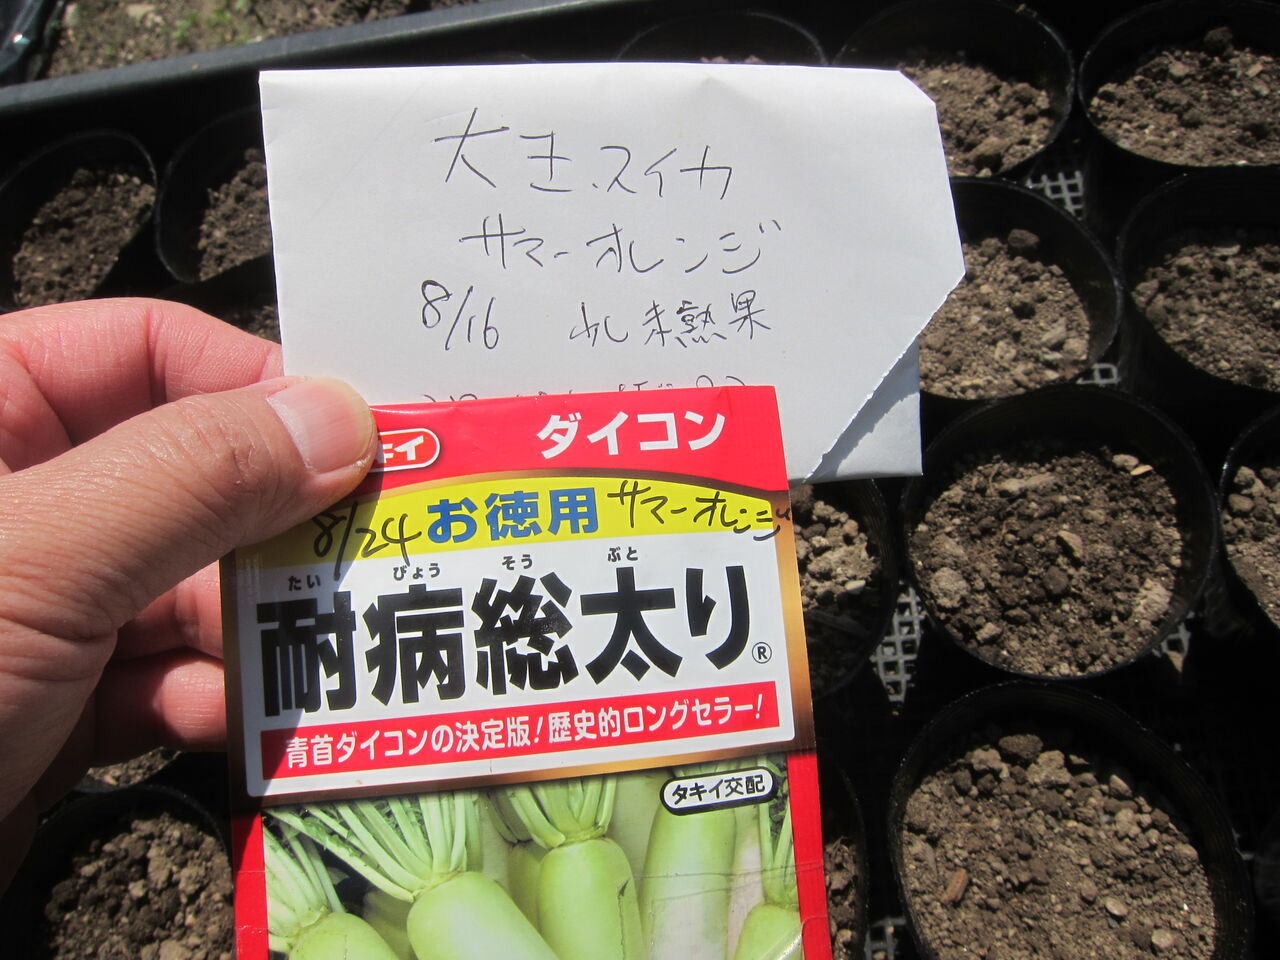 大玉スイカ
サマーオレンジ
8/16 未熟果
キイ
ダイコン
8/24 お徳用 サマーオレンジ
たい びょう そう ぶと
耐病総太り®
青首ダイコンの決定版!歴史的ロングセラー!
タキイ交配